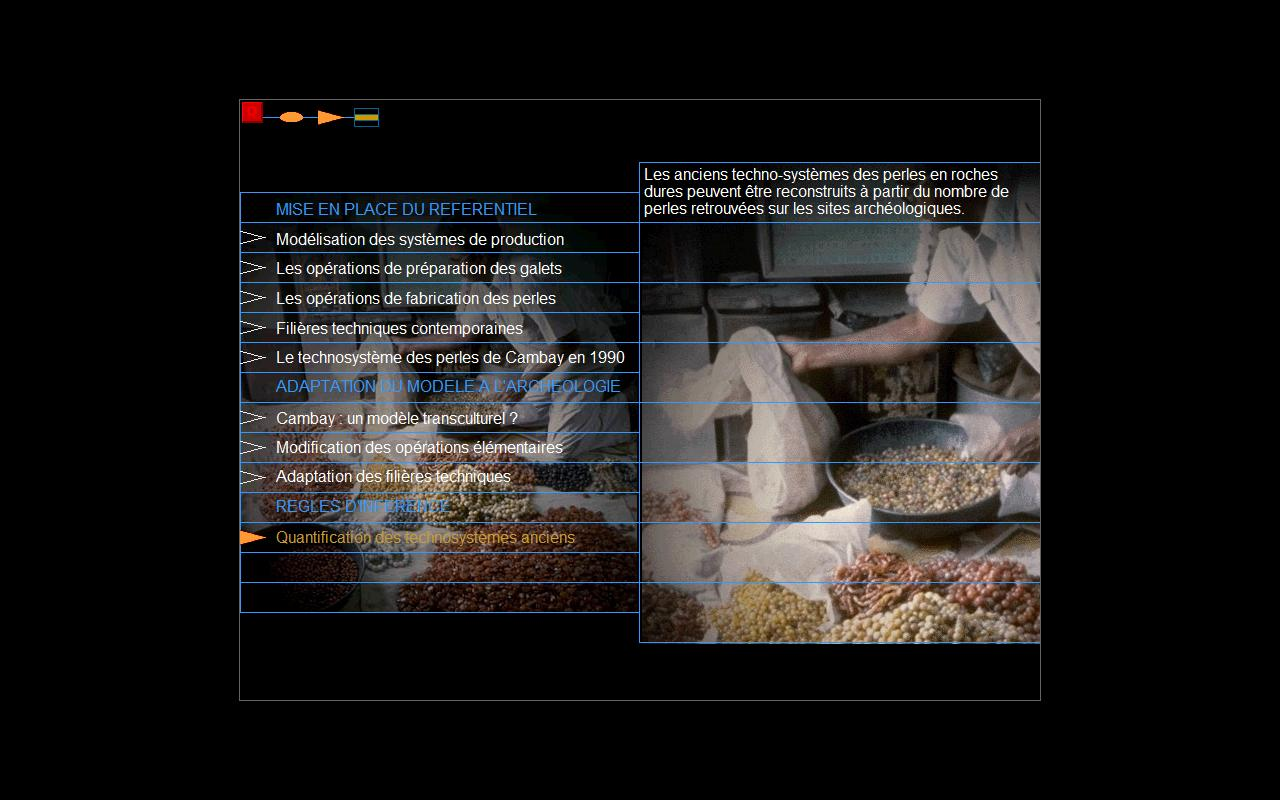 MISE EN PLACE DU REFERENTIEL
Modélisation des systèmes de production
Les opérations de préparation des galets
Les opérations de fabrication des perles
Filières techniques contemporaines
Le technosystème des perles de Cambay en 1990
ADAPTATION DU MODELE A L'ARCHEOLOGIE
Cambay : un modèle transculturel ?
Modification des opérations élémentaires
Adaptation des filières techniques
REGLES D'INFERENCE
Quantification des technosystèmes anciens
Les anciens techno-systèmes des perles en roches
dures peuvent être reconstruits à partir du nombre de
perles retrouvées sur les sites archéologiques.